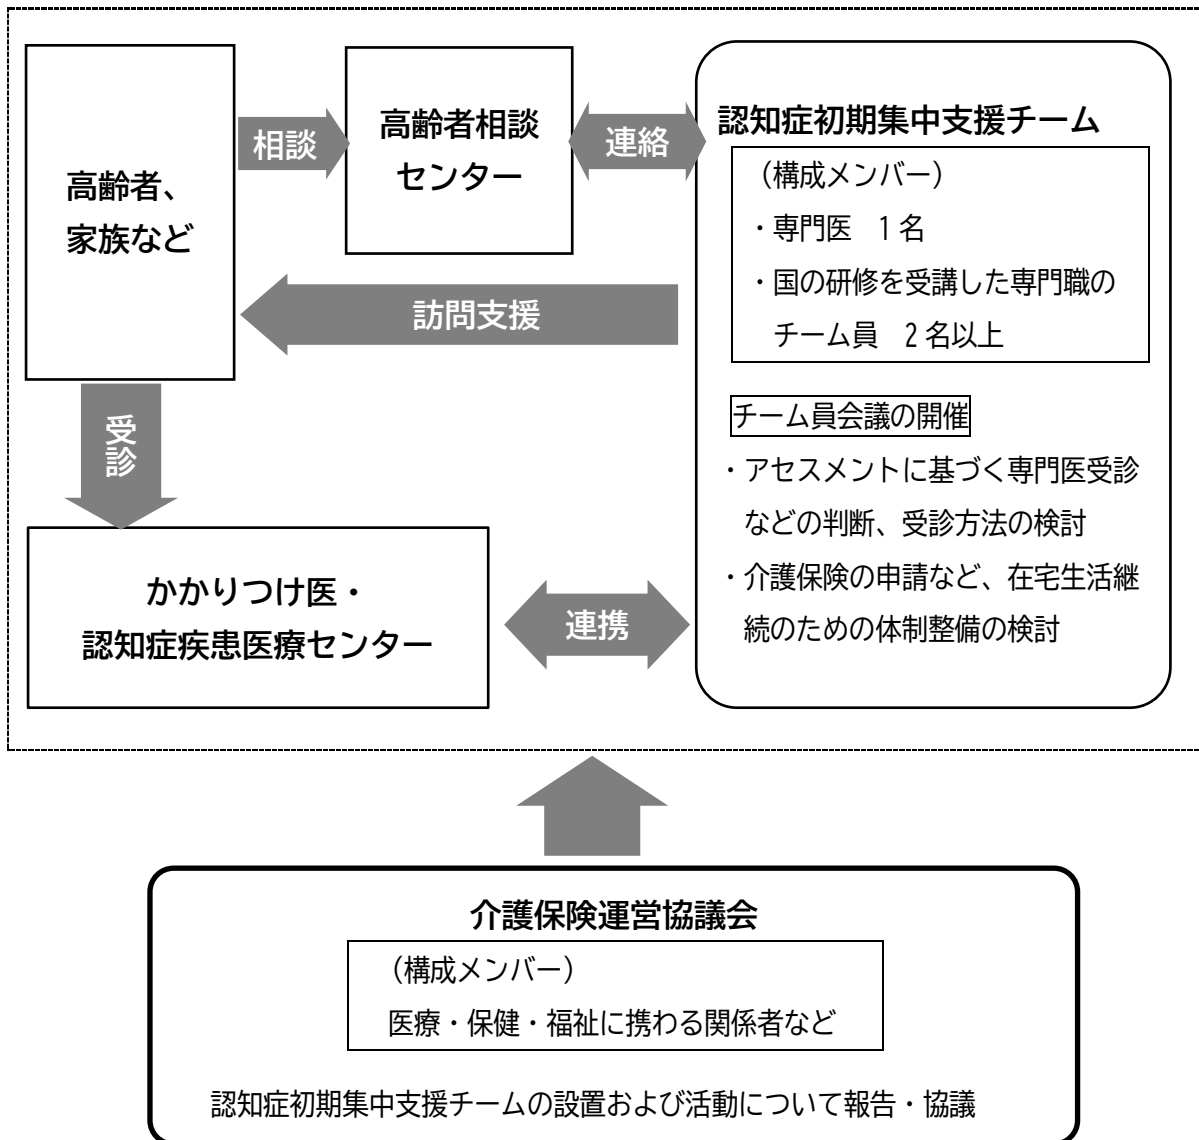 高齢者、
家族など
相談
高齢者相談
センター
連絡
認知症初期集中支援チーム
（構成メンバー）
・専門医　1名
・国の研修を受講した専門職の
チーム員　2名以上
訪問支援
チーム員会議の開催
・アセスメントに基づく専門医受診
などの判断、受診方法の検討
・介護保険の申請など、在宅生活継
続のための体制整備の検討
受診
かかりつけ医・
認知症疾患医療センター
連携
介護保険運営協議会
（構成メンバー）
医療・保健・福祉に携わる関係者など
認知症初期集中支援チームの設置および活動について報告・協議